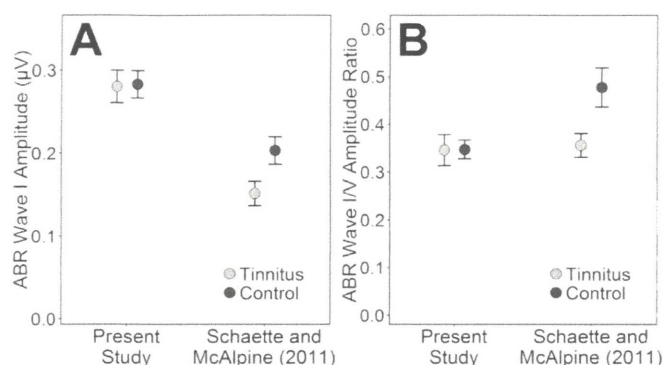 A
ABR Wave I Amplitude (µV)
0.3
0.2
0.1
0.0
Tinnitus
Control
Present
Study
Schaette and
McAlpine (2011)
B
ABR Wave I/V Amplitude Ratio
0.6
0.5
0.4
0.3
0.2
0.1
0.0
Tinnitus
Control
Present
Study
Schaette and
McAlpine (2011)